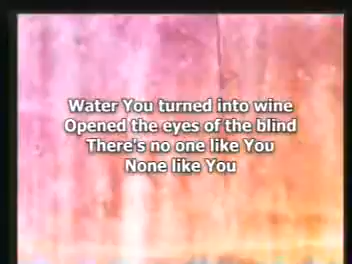 Water You turned into wine
Opened the eyes of the blind
There's no one like You
None like You